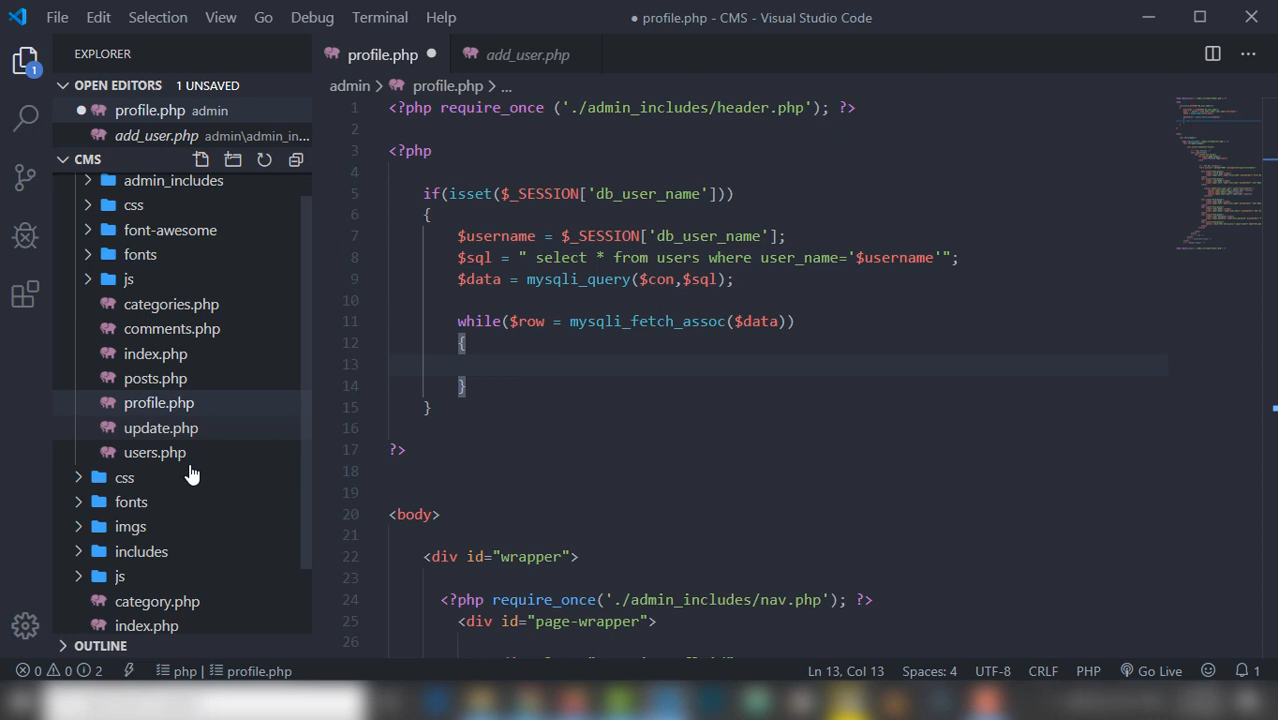 File Edit Selection View Go Debug Terminal Help
● profile.php - CMS - Visual Studio Code
EXPLORER
OPEN EDITORS 1 UNSAVED
profile.php admin
add_user.php admin\admin_in...
CMS
admin_includes
css
font-awesome
fonts
js
categories.php
comments.php
index.php
posts.php
profile.php
update.php
users.php
css
fonts
imgs
includes
js
category.php
index.php
OUTLINE
1
profile.php ●
add_user.php
admin > profile.php > ...
1 <?php require_once ('./admin_includes/header.php'); ?>
2
3 <?php
4
5 if(isset($_SESSION['db_user_name']))
6 {
7 $username = $_SESSION['db_user_name'];
8 $sql = " select * from users where user_name='$username'";
9 $data = mysqli_query($con,$sql);
10
11 while($row = mysqli_fetch_assoc($data))
12 {
13
14 }
15 }
16
17 ?>
18
19
20 <body>
21
22 <div id="wrapper">
23
24 <?php require_once('./admin_includes/nav.php'); ?>
25 <div id="page-wrapper">
26
0 0 2 php | profile.php
Ln 13, Col 13 Spaces: 4 UTF-8 CRLF PHP Go Live 1